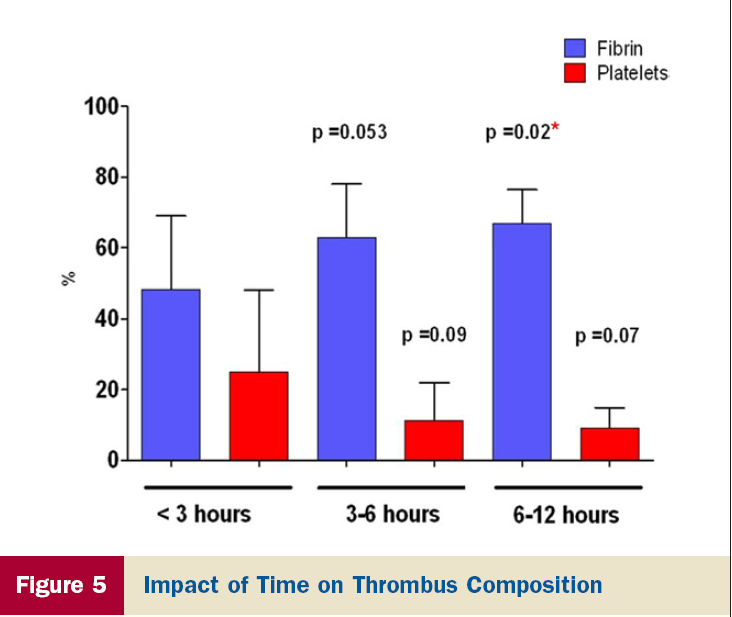 Fibrin
Platelets
100
80
60
40
20
0
%
p =0.053
p =0.02*
p =0.09
p =0.07
< 3 hours
3-6 hours
6-12 hours
Figure 5
Impact of Time on Thrombus Composition